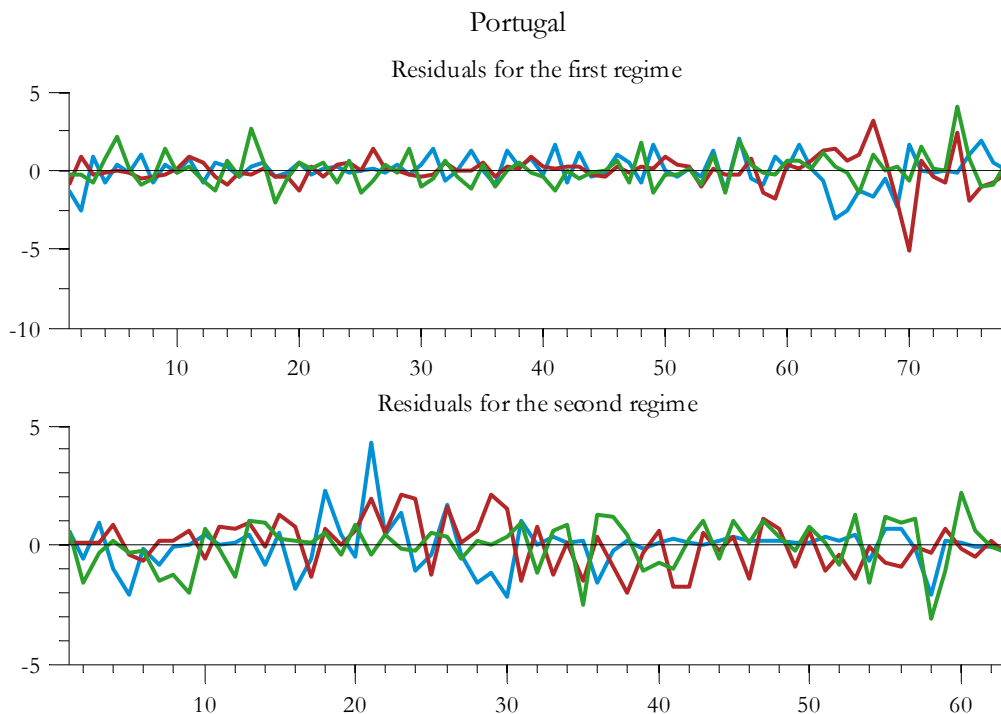 Portugal
Residuals for the first regime
5
0
-5
-10
10 20 30 40 50 60 70
Residuals for the second regime
5
0
-5
10 20 30 40 50 60